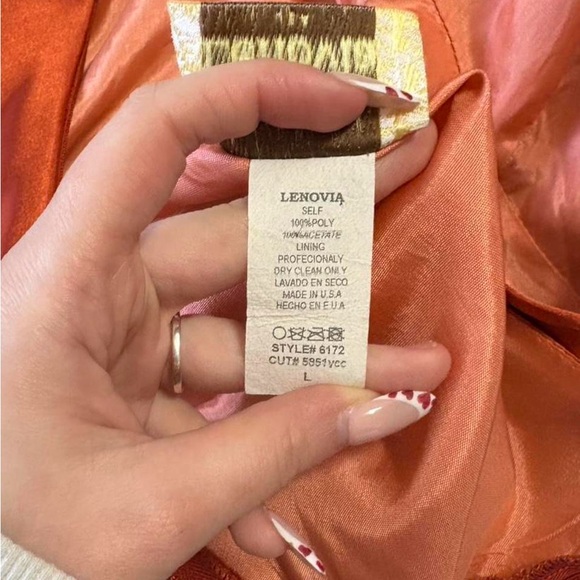 LENOVIA
SELF
100%POLY
100%ACETATE
LINING
PROFECIONALY
DRY CLEAN ONLY
LAVADO EN SECO
MADE IN U.S.A
HECHO EN E.U.A
STYLE# 6172
CUT# 5851ycc
L